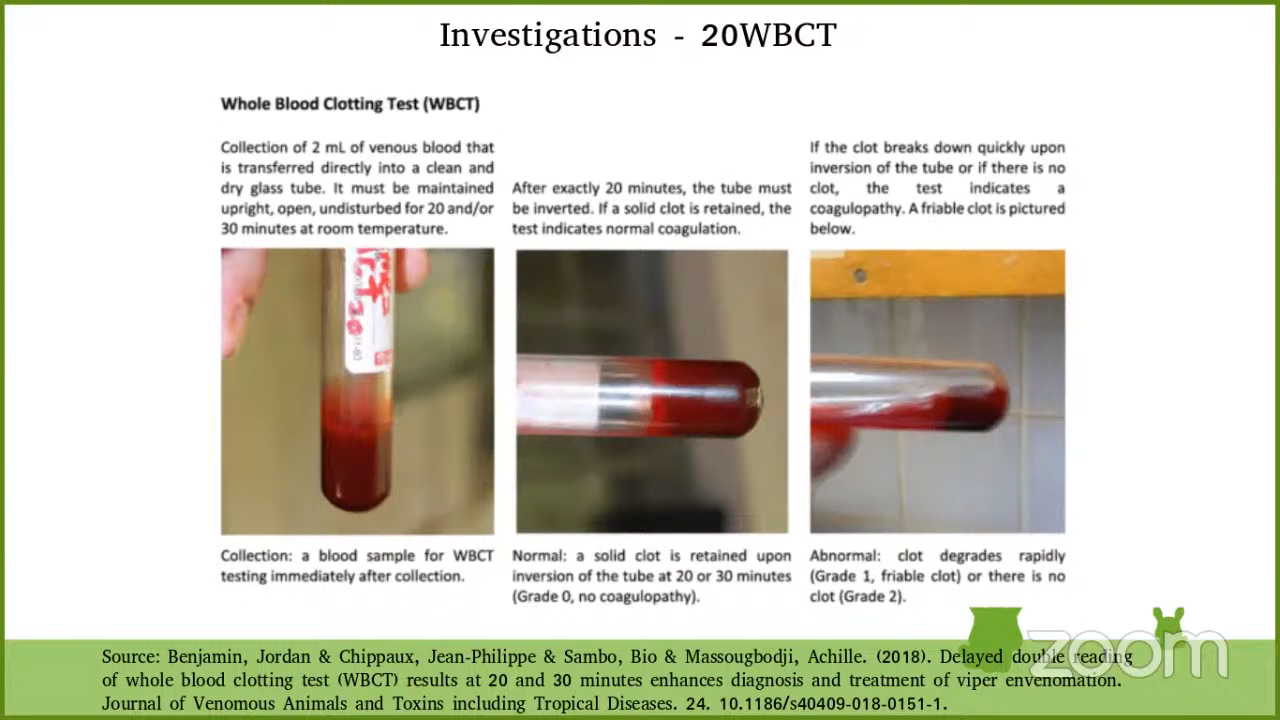 Investigations - 20WBCT
Whole Blood Clotting Test (WBCT)
Collection of 2 mL of venous blood that
is transferred directly into a clean and
dry glass tube. It must be maintained
upright, open, undisturbed for 20 and/or
30 minutes at room temperature.
After exactly 20 minutes, the tube must
be inverted. If a solid clot is retained, the
test indicates normal coagulation.
If the clot breaks down quickly upon
inversion of the tube or if there is no
clot, the test indicates a
coagulopathy. A friable clot is pictured
below.
Collection: a blood sample for WBCT
testing immediately after collection.
Normal: a solid clot is retained upon
inversion of the tube at 20 or 30 minutes
(Grade 0, no coagulopathy).
Abnormal: clot degrades rapidly
(Grade 1, friable clot) or there is no
clot (Grade 2).
Source: Benjamin, Jordan & Chippaux, Jean-Philippe & Sambo, Bio & Massougbodji, Achille. (2018). Delayed double reading
of whole blood clotting test (WBCT) results at 20 and 30 minutes enhances diagnosis and treatment of viper envenomation.
Journal of Venomous Animals and Toxins including Tropical Diseases. 24. 10.1186/s40409-018-0151-1.
zoom